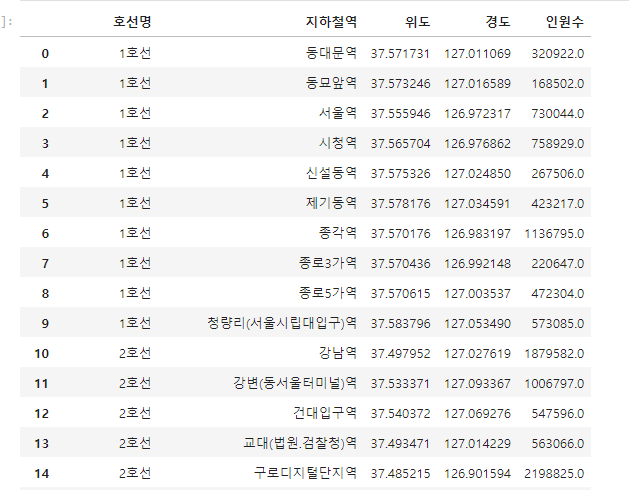 ]:
호선명 지하철역 위도 경도 인원수
0 1호선 동대문역 37.571731 127.011069 320922.0
1 1호선 동묘앞역 37.573246 127.016589 168502.0
2 1호선 서울역 37.555946 126.972317 730044.0
3 1호선 시청역 37.565704 126.976862 758929.0
4 1호선 신설동역 37.575326 127.024850 267506.0
5 1호선 제기동역 37.578176 127.034591 423217.0
6 1호선 종각역 37.570176 126.983197 1136795.0
7 1호선 종로3가역 37.570436 126.992148 220647.0
8 1호선 종로5가역 37.570615 127.003537 472304.0
9 1호선 청량리(서울시립대입구)역 37.583796 127.053490 573085.0
10 2호선 강남역 37.497952 127.027619 1879582.0
11 2호선 강변(동서울터미널)역 37.533371 127.093367 1006797.0
12 2호선 건대입구역 37.540372 127.069276 547596.0
13 2호선 교대(법원.검찰청)역 37.493471 127.014229 563066.0
14 2호선 구로디지털단지역 37.485215 126.901594 2198825.0